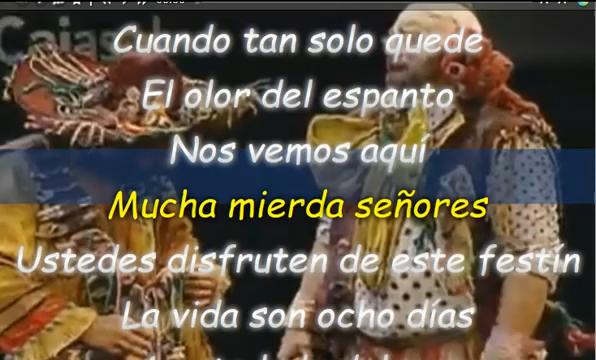 Cajasol
Cuando tan solo quede
El olor del espanto
Nos vemos aquí
Mucha mierda señores
Ustedes disfruten de este festín
La vida son ocho días